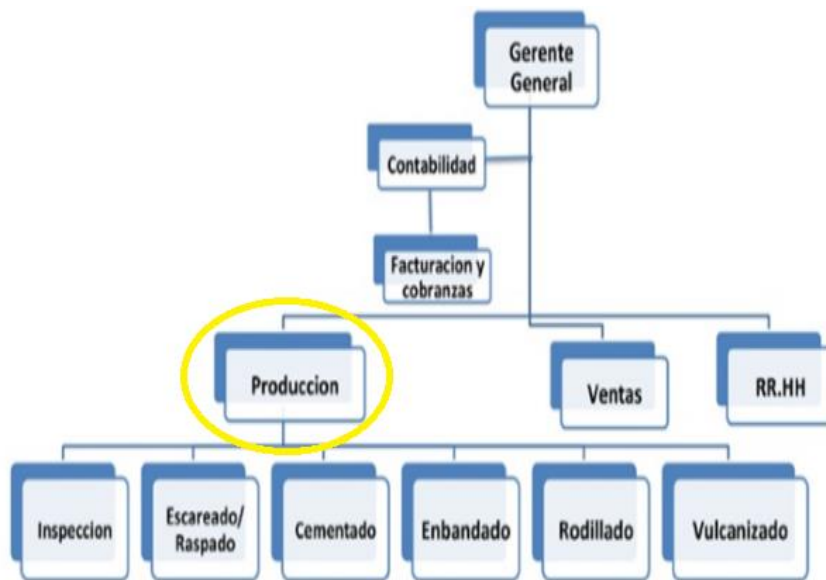 Gerente
General
Contabilidad
Facturacion y
cobranzas
Produccion
Ventas
RR.HH
Inspeccion
Escareado/
Raspado
Cementado
Enbandado
Rodillado
Vulcanizado